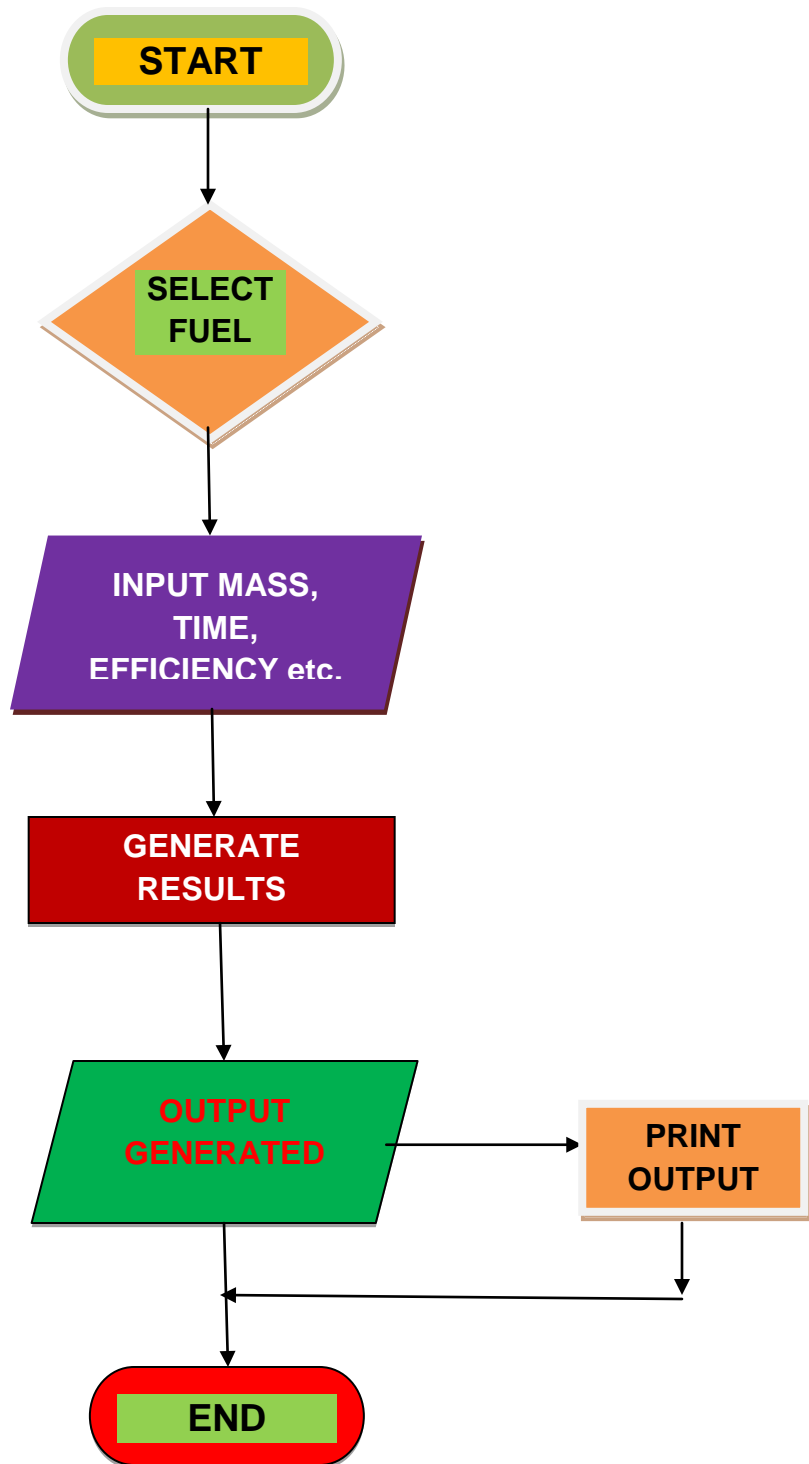 START
SELECT
FUEL
INPUT MASS,
TIME,
EFFICIENCY etc.
GENERATE
RESULTS
OUTPUT
GENERATED
PRINT
OUTPUT
END